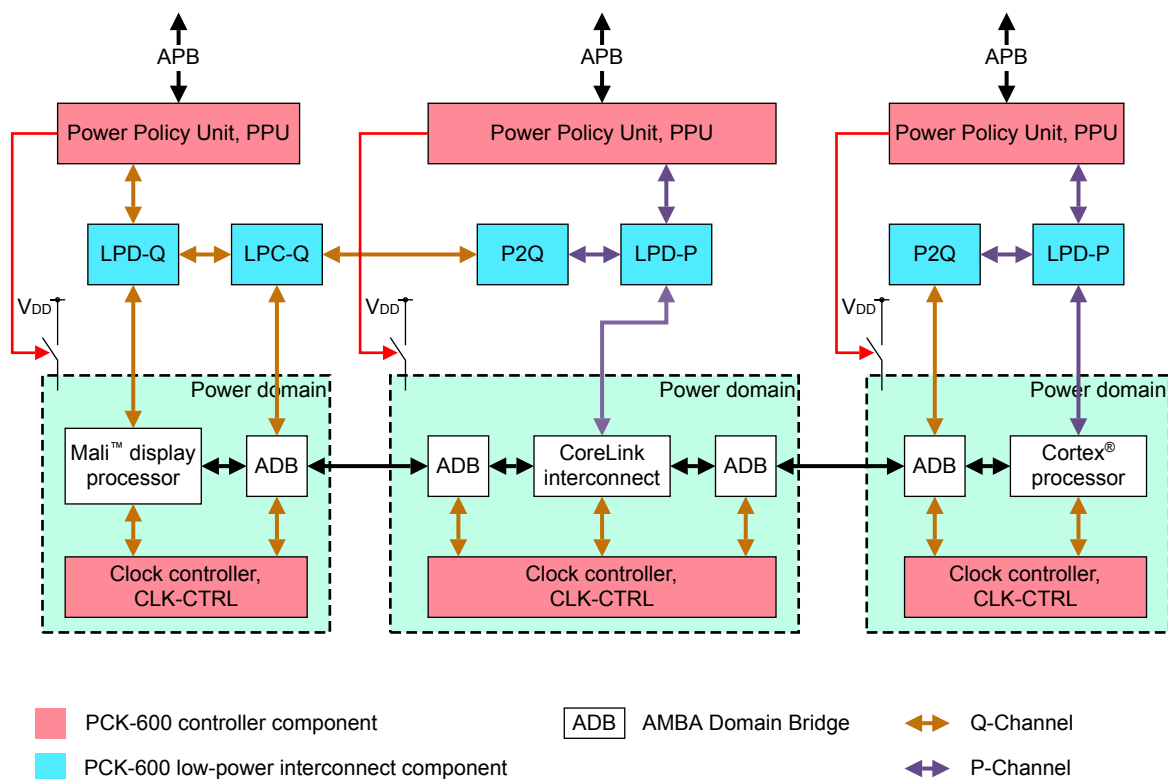 APB
APB
APB
Power Policy Unit, PPU
Power Policy Unit, PPU
Power Policy Unit, PPU
LPD-Q
LPC-Q
P2Q
LPD-P
P2Q
LPD-P
VDD
VDD
VDD
Power domain
Power domain
Power domain
Mali™ display
processor
ADB
ADB
CoreLink
interconnect
ADB
ADB
Cortex®
processor
Clock controller,
CLK-CTRL
Clock controller,
CLK-CTRL
Clock controller,
CLK-CTRL
PCK-600 controller component
ADB
AMBA Domain Bridge
Q-Channel
PCK-600 low-power interconnect component
P-Channel